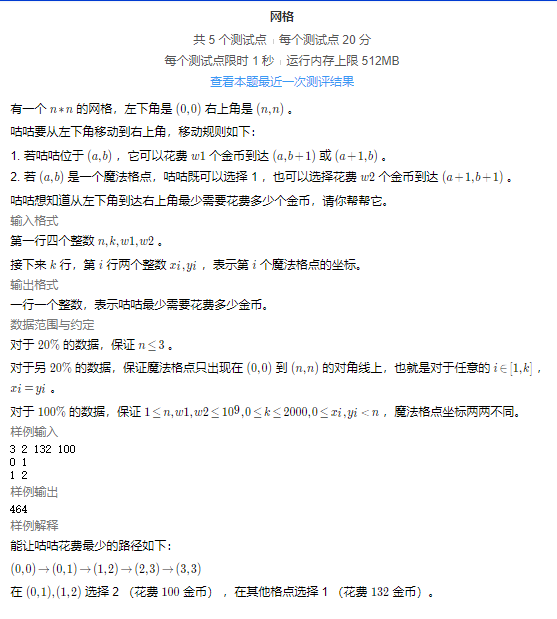 网格
共 5 个测试点 | 每个测试点 20 分
每个测试点限时 1 秒 | 运行内存上限 512MB
查看本题最近一次测评结果
有一个 n∗n 的网格，左下角是 (0,0) 右上角是 (n,n) 。
咕咕要从左下角移动到右上角，移动规则如下：
1. 若咕咕位于 (a,b) ，它可以花费 w1 个金币到达 (a,b+1) 或 (a+1,b) 。
2. 若 (a,b) 是一个魔法格点，咕咕既可以选择 1 ，也可以选择花费 w2 个金币到达 (a+1,b+1) 。
咕咕想知道从左下角到达右上角最少需要花费多少个金币，请你帮帮它。
输入格式
第一行四个整数 n,k,w1,w2 。
接下来 k 行，第 i 行两个整数 xi,yi ，表示第 i 个魔法格点的坐标。
输出格式
一行一个整数，表示咕咕最少需要花费多少金币。
数据范围与约定
对于 20% 的数据，保证 n≤3 。
对于另 20% 的数据，保证魔法格点只出现在 (0,0) 到 (n,n) 的对角线上，也就是对于任意的 i∈[1,k] ，
xi=yi 。
对于 100% 的数据，保证 1≤n,w1,w2≤10⁹,0≤k≤2000,0≤xi,yi<n ，魔法格点坐标两两不同。
样例输入
3 2 132 100
0 1
1 2
样例输出
464
样例解释
能让咕咕花费最少的路径如下：
(0,0)→(0,1)→(1,2)→(2,3)→(3,3)
在 (0,1),(1,2) 选择 2 （花费 100 金币） ，在其他格点选择 1 （花费 132 金币） 。